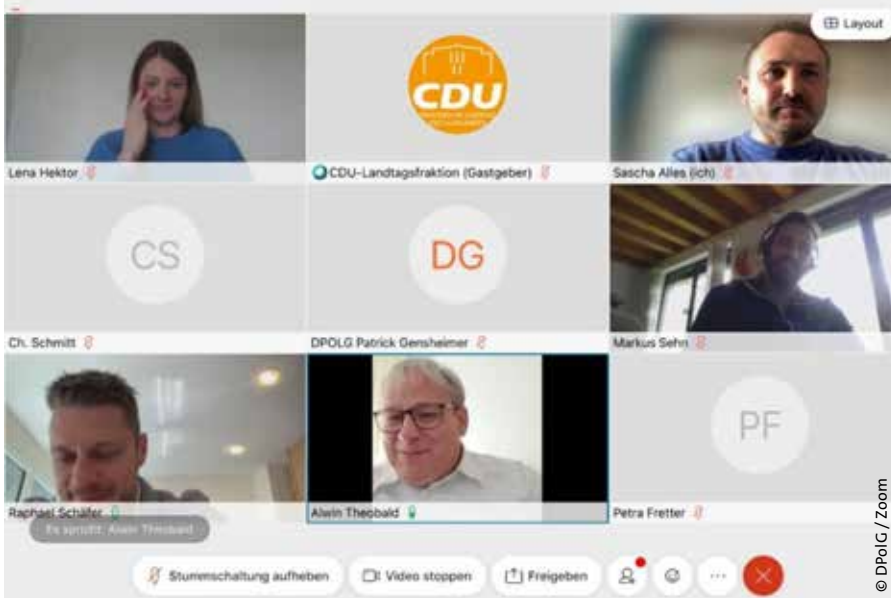 Layout
CDU
Lena Hektor
CDU-Landtagsfraktion (Gastgeber)
Sascha Alles (ich)
CS
DG
Ch. Schmitt
DPOLG Patrick Gensheimer
Markus Sehn
PF
Raphael Schäfer
Alwin Theobald
Petra Fretter
Es spricht: Alwin Theobald
Stummschaltung aufheben
Video stoppen
Freigeben
© DPolG / Zoom